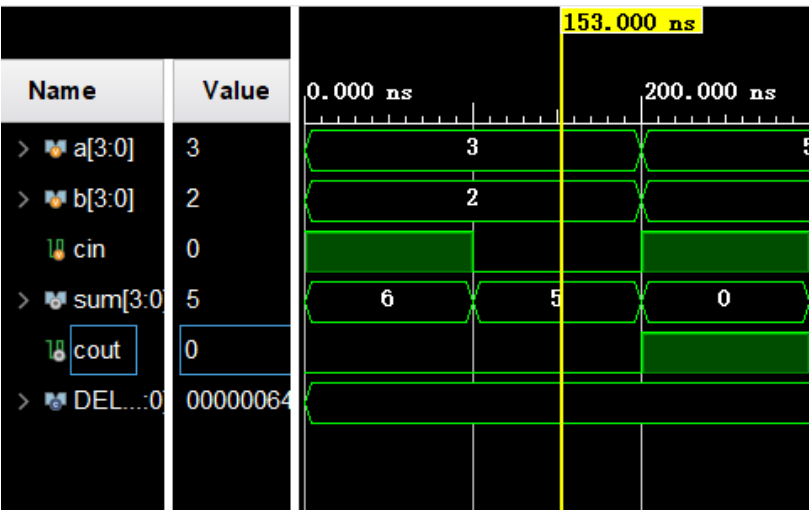 153.000 ns
Name Value 0.000 ns 200.000 ns
a[3:0] 3 3
b[3:0] 2 2
cin 0
sum[3:0] 5 6 5 0
cout 0
DEL...:0] 00000064